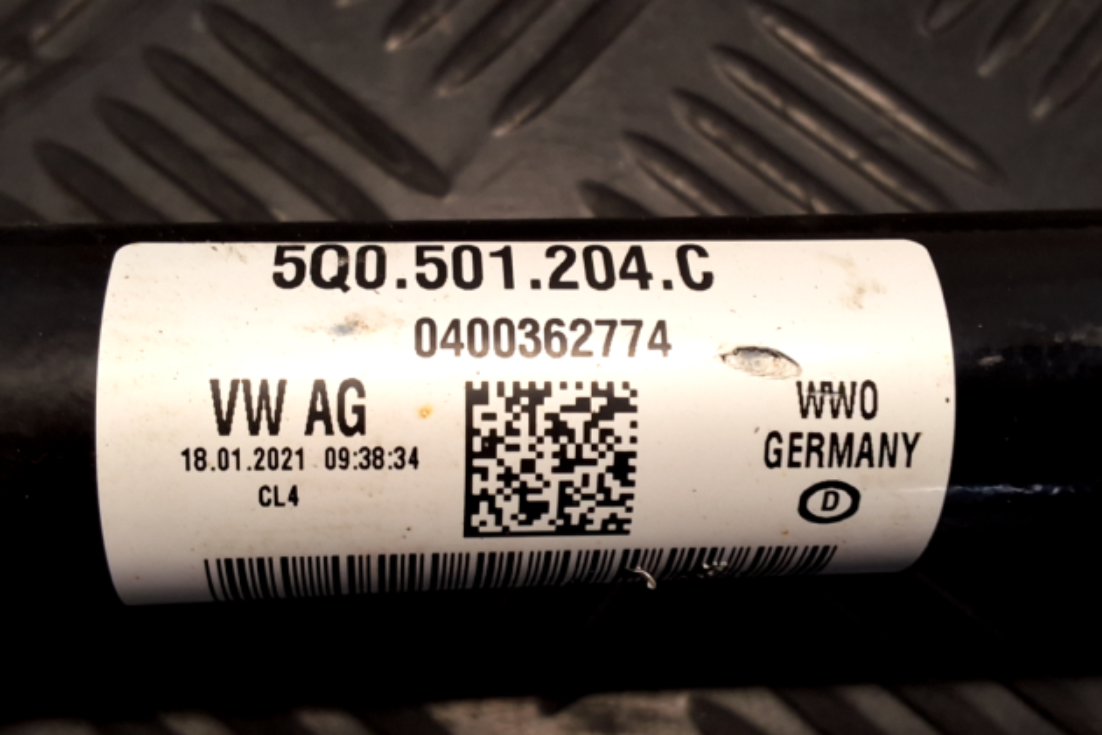 5Q0.501.204.C
0400362774
VW AG
18.01.2021 09:38:34
CL4
WWO
GERMANY
D